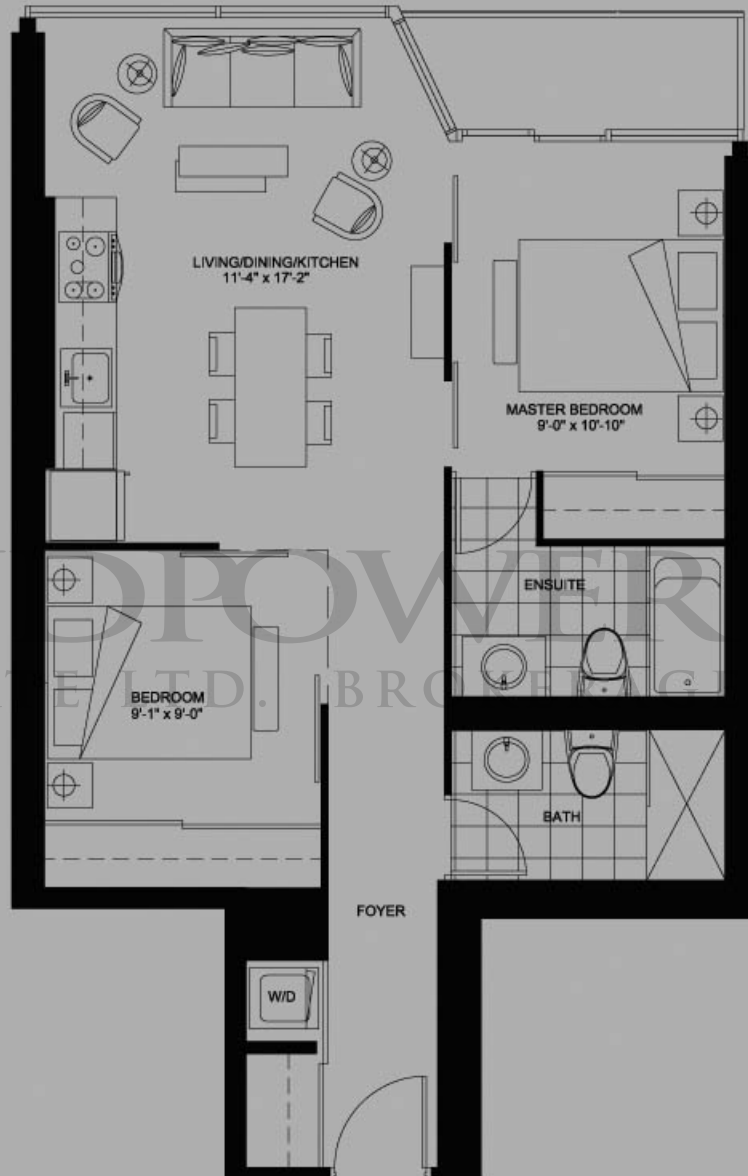 LIVING/DINING/KITCHEN
11'-4" x 17'-2"
MASTER BEDROOM
9'-0" x 10'-10"
ENSUITE
BEDROOM
9'-1" x 9'-0"
BATH
FOYER
W/D
LTD. BROKERAGE